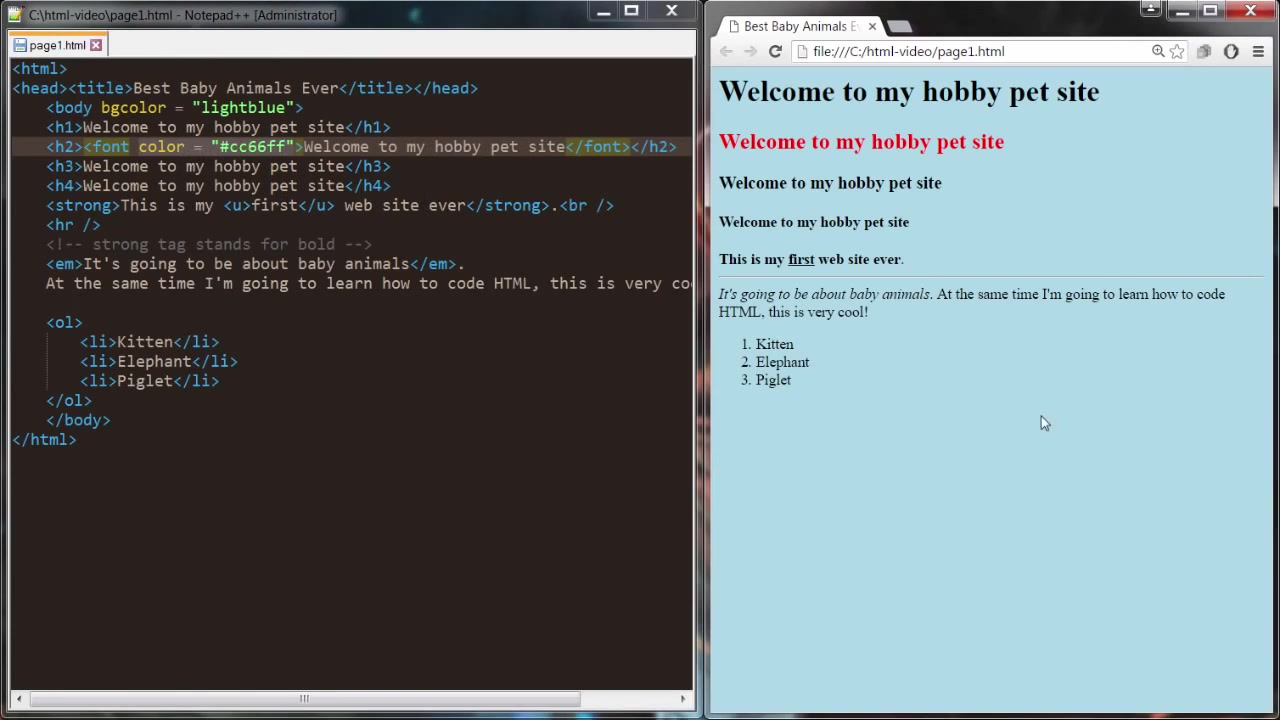 C:\html-video\page1.html - Notepad++ [Administrator]
page1.html
<html>
<head><title>Best Baby Animals Ever</title></head>
<body bgcolor = "lightblue">
<h1>Welcome to my hobby pet site</h1>
<h2><font color = "#cc66ff">Welcome to my hobby pet site</font></h2>
<h3>Welcome to my hobby pet site</h3>
<h4>Welcome to my hobby pet site</h4>
<strong>This is my <u>first</u> web site ever</strong>.<br />
<hr />
<!-- strong tag stands for bold -->
<em>It's going to be about baby animals</em>.
At the same time I'm going to learn how to code HTML, this is very co
<ol>
<li>Kitten</li>
<li>Elephant</li>
<li>Piglet</li>
</ol>
</body>
</html>
Best Baby Animals E
file:///C:/html-video/page1.html
Welcome to my hobby pet site
Welcome to my hobby pet site
Welcome to my hobby pet site
Welcome to my hobby pet site
This is my first web site ever.
It's going to be about baby animals. At the same time I'm going to learn how to code
HTML, this is very cool!
1. Kitten
2. Elephant
3. Piglet